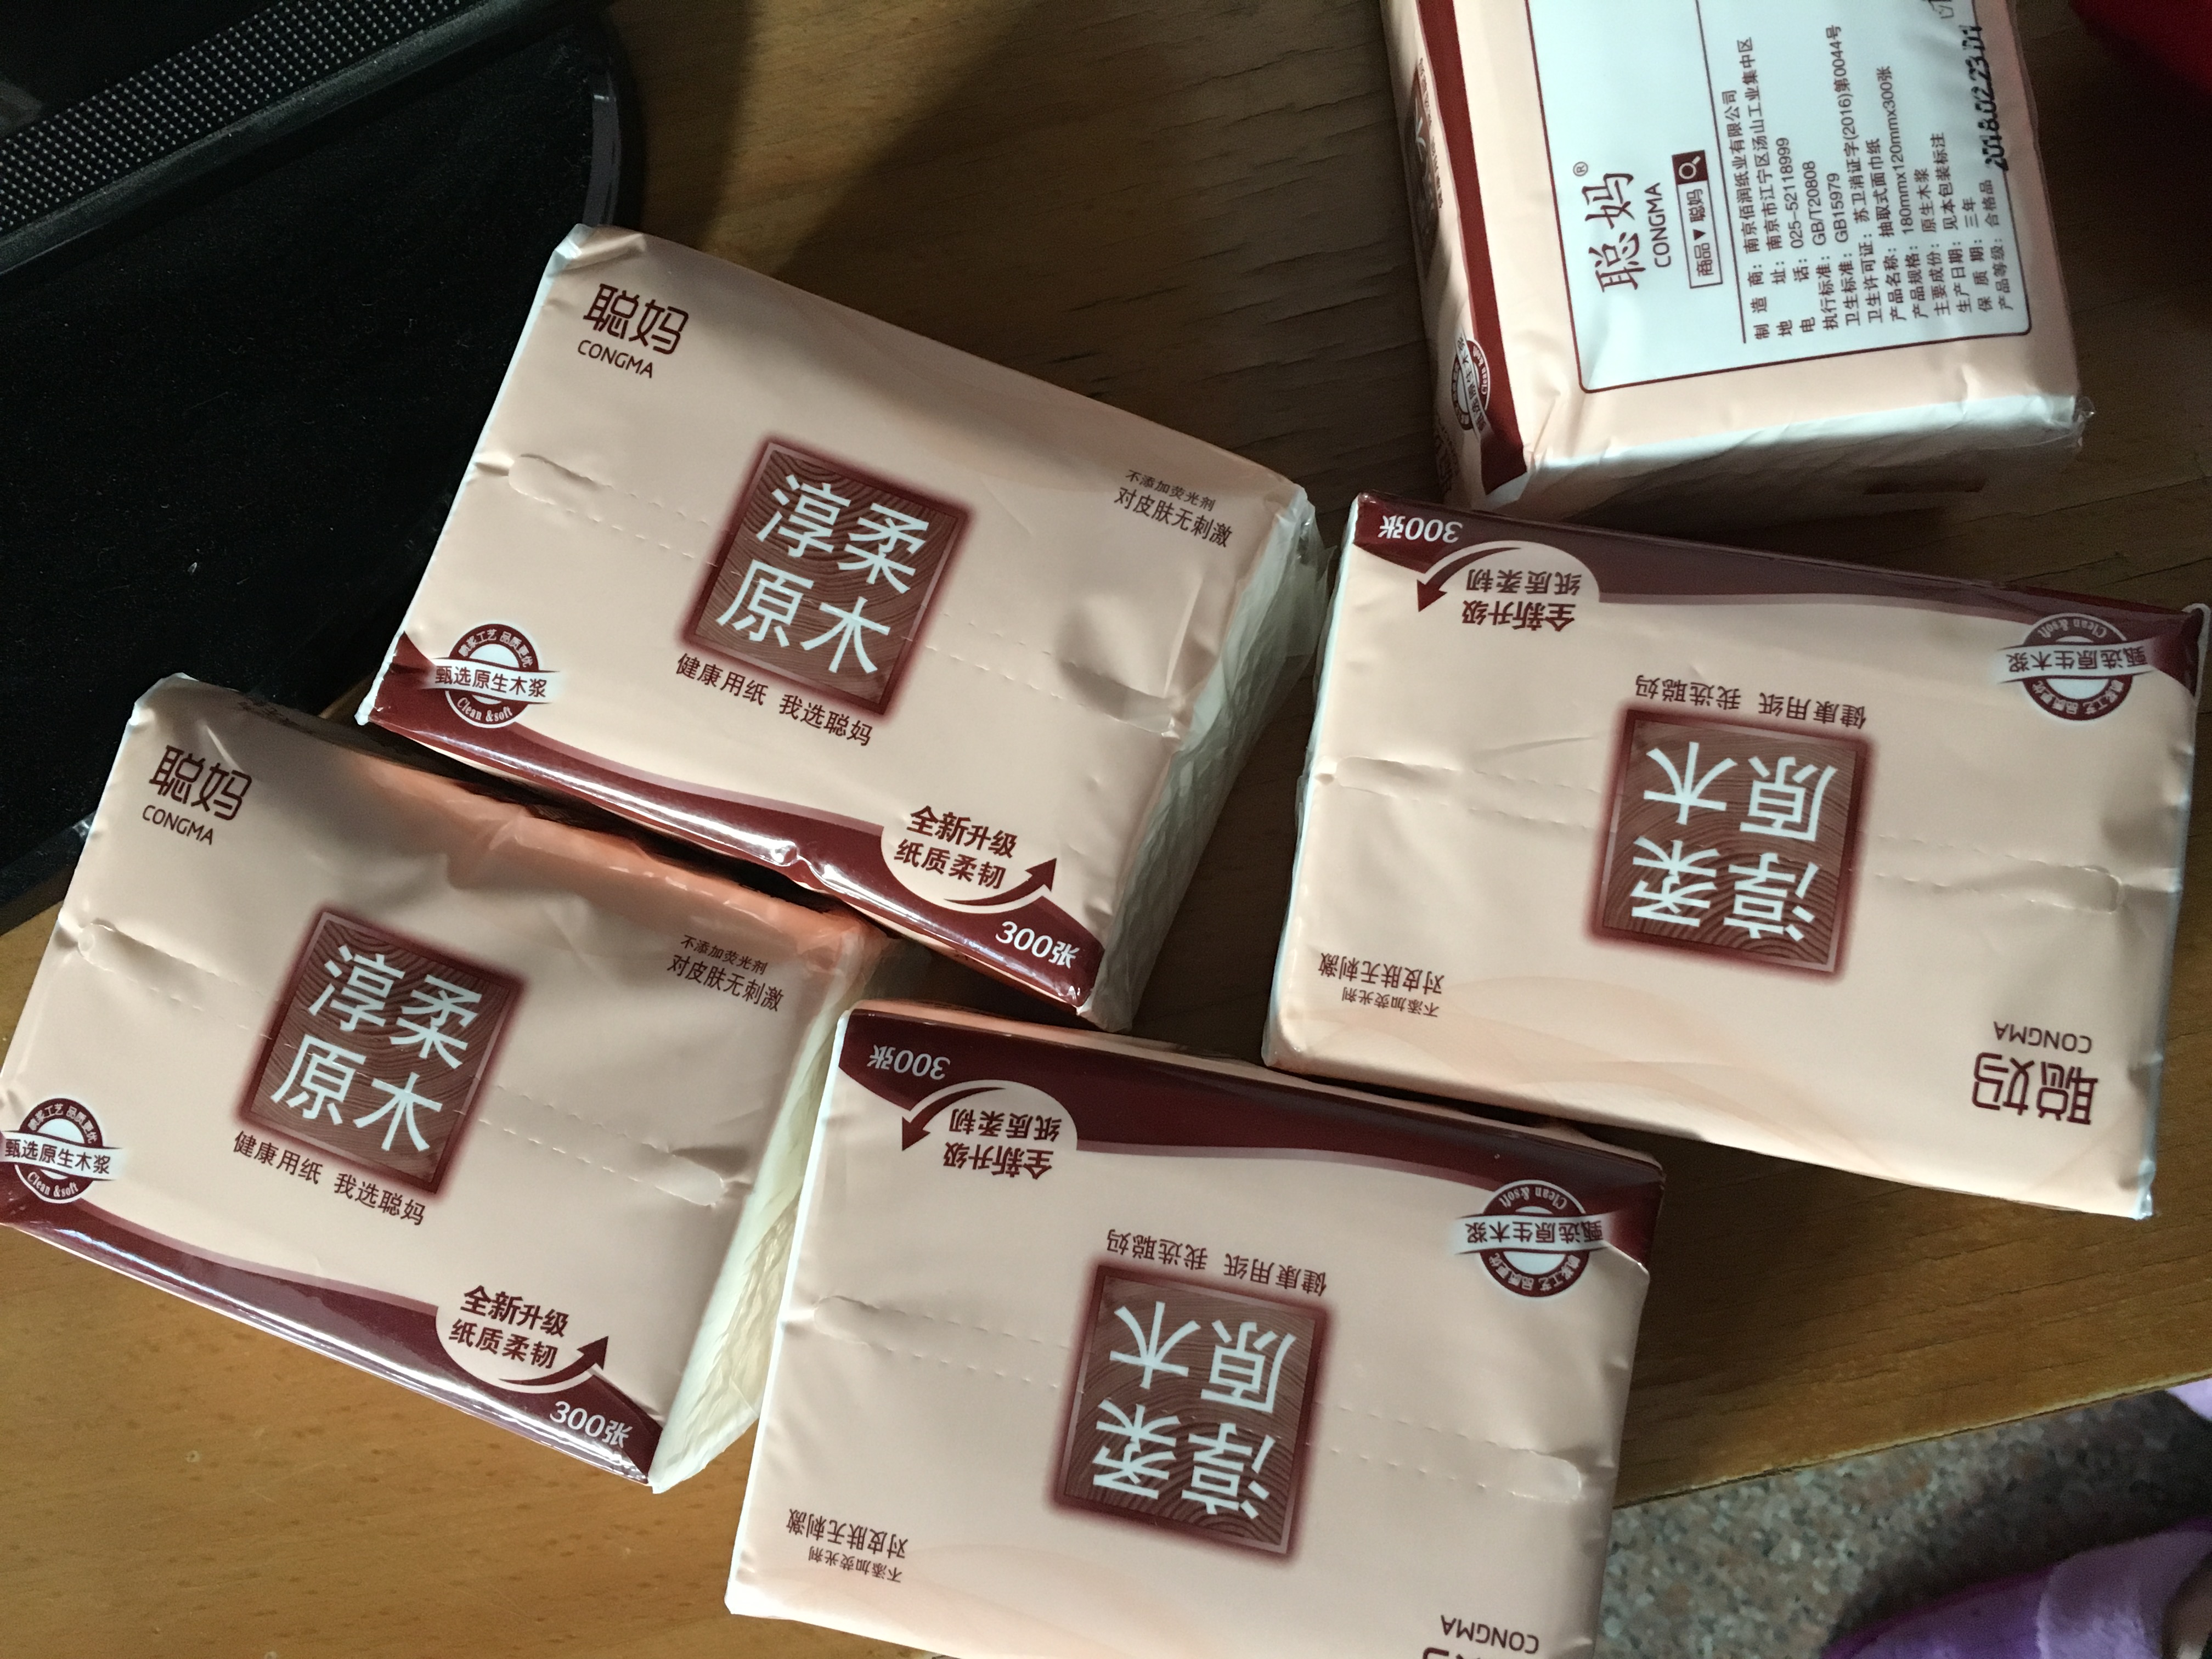 聪妈
CONGMA
淳柔
原木
健康用纸 我选聪妈
不添加荧光剂
对皮肤无刺激
甄选原生木浆
Clean &soft
全新升级
纸质柔韧
300张
聪妈®
CONGMA
商品▼聪妈
制造商：南京佰润纸业有限公司
地址：南京市江宁区汤山工业集中区
电话：025-52118999
执行标准：GB/T20808
卫生标准：GB15979
卫生许可证：苏卫消证字(2016)第0044号
产品名称：抽取式面巾纸
产品规格：180mmx120mmx300张
主要成份：原生木浆
生产日期：见本包装标注
保质期：三年
产品等级：合格品
300张
全新升级
纸质柔韧
甄选原生木浆
Clean &soft
健康用纸 我选聪妈
淳柔
原木
不添加荧光剂
对皮肤无刺激
聪妈
CONGMA
聪妈
CONGMA
淳柔
原木
健康用纸 我选聪妈
不添加荧光剂
对皮肤无刺激
甄选原生木浆
Clean &soft
全新升级
纸质柔韧
300张
300张
全新升级
纸质柔韧
甄选原生木浆
Clean &soft
健康用纸 我选聪妈
淳柔
原木
不添加荧光剂
对皮肤无刺激
CONGMA